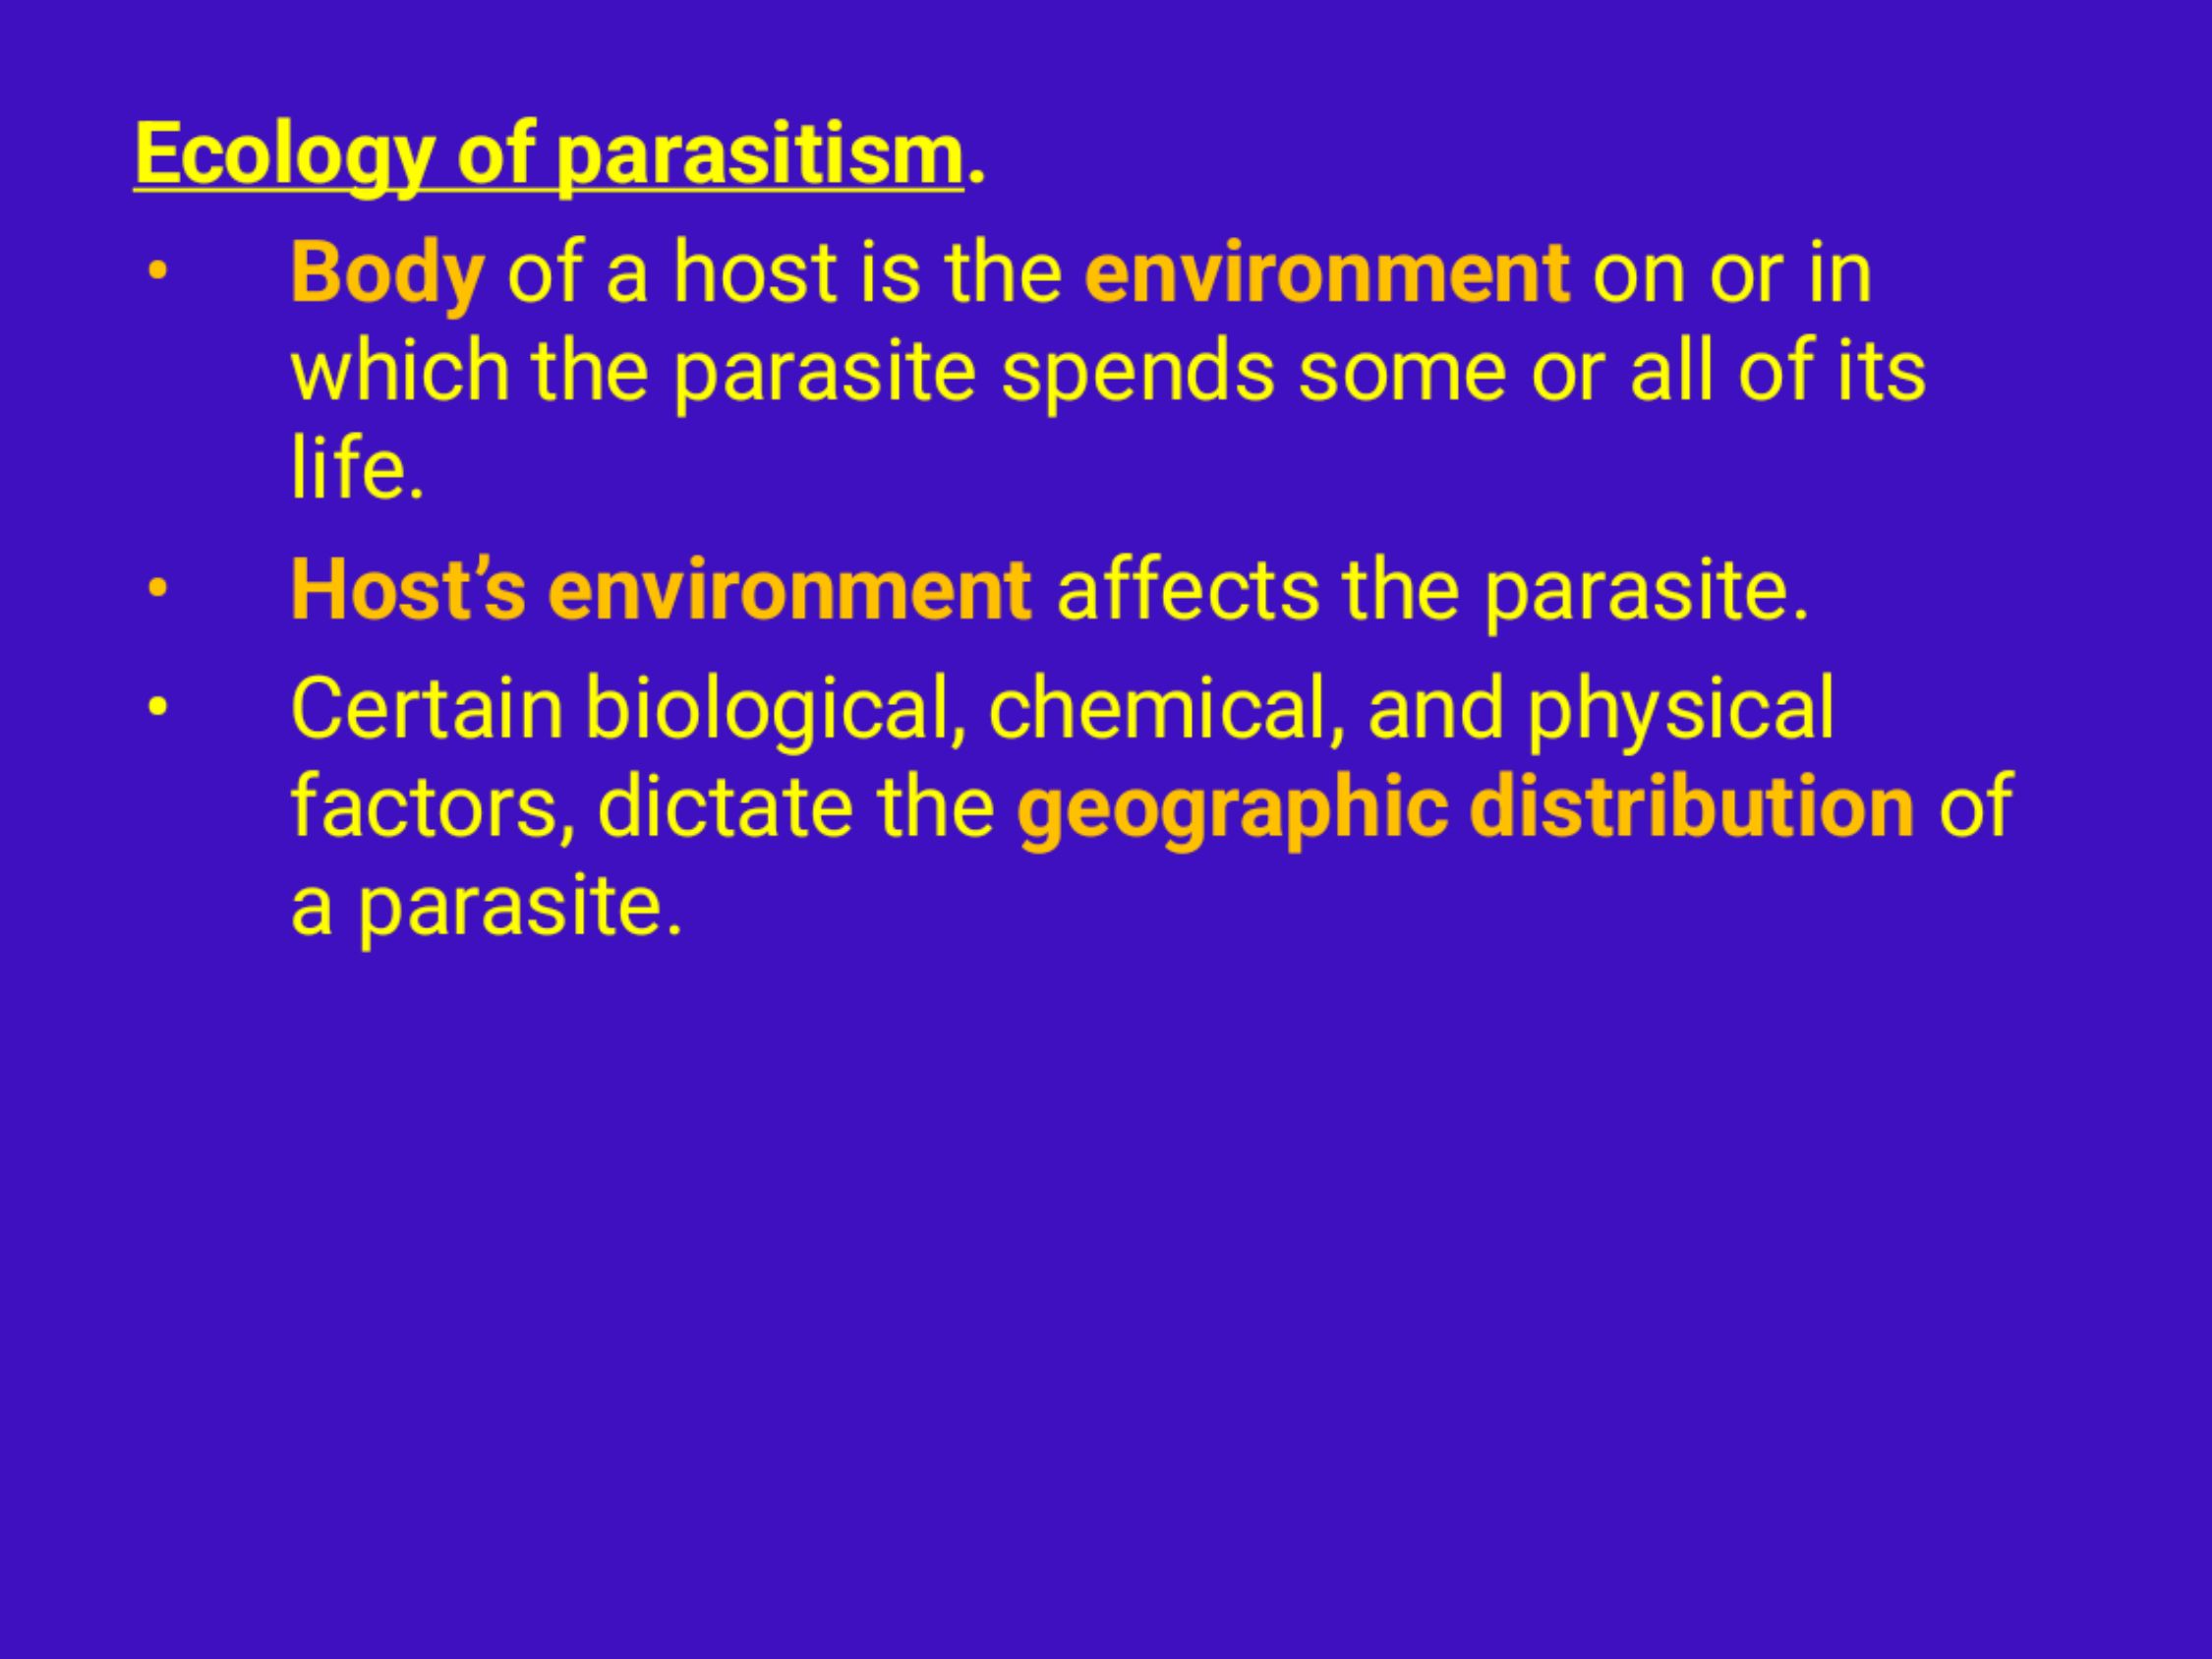 Ecology of parasitism.
• Body of a host is the environment on or in
which the parasite spends some or all of its
life.
• Host’s environment affects the parasite.
• Certain biological, chemical, and physical
factors, dictate the geographic distribution of
a parasite.